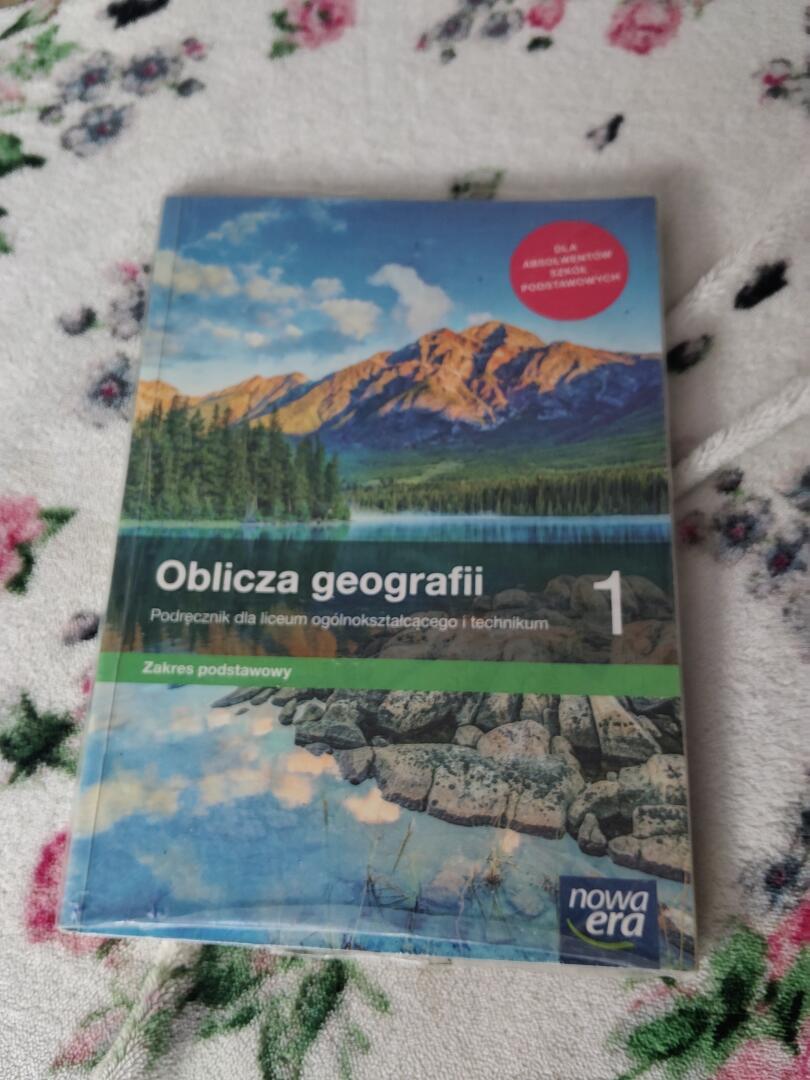 DLA
ABSOLWENTÓW
SZKÓŁ
PODSTAWOWYCH
Oblicza geografii
1
Podręcznik dla liceum ogólnokształcącego i technikum
Zakres podstawowy
nowa
era